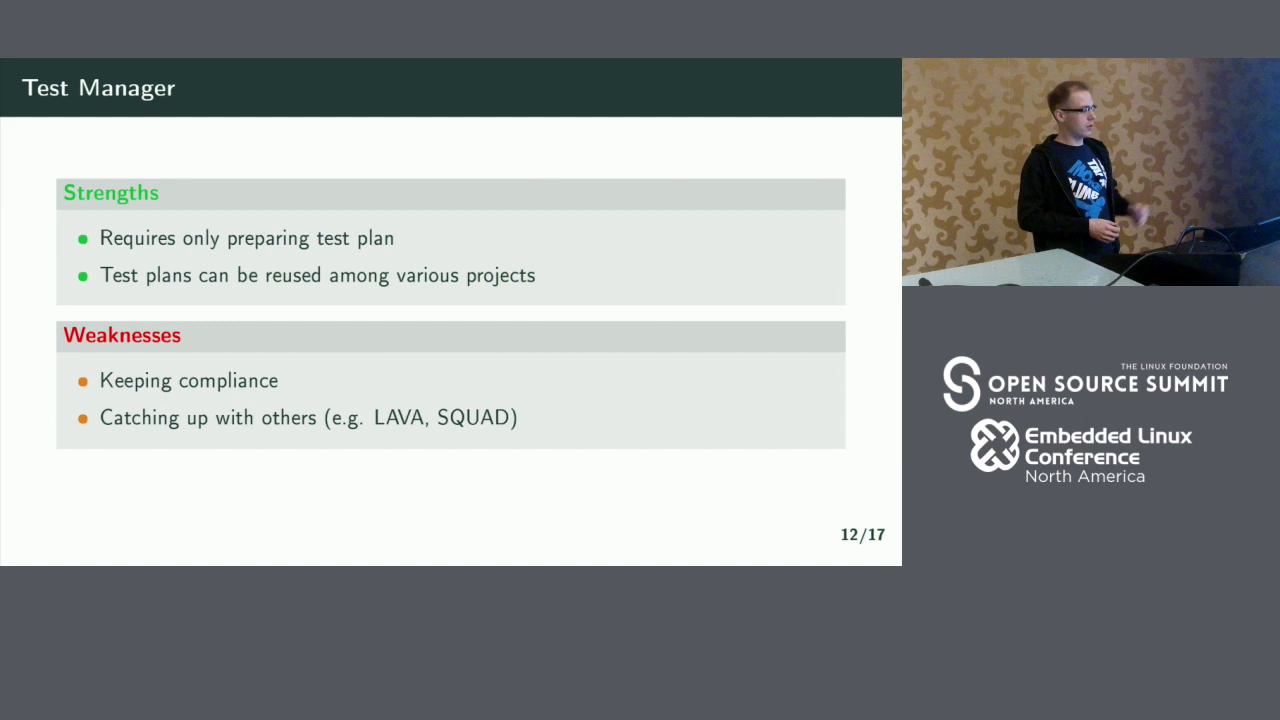 Test Manager
Strengths
Requires only preparing test plan
Test plans can be reused among various projects
Weaknesses
Keeping compliance
Catching up with others (e.g. LAVA, SQUAD)
12/17
THE LINUX FOUNDATION
OPEN SOURCE SUMMIT
NORTH AMERICA
Embedded Linux
Conference
North America